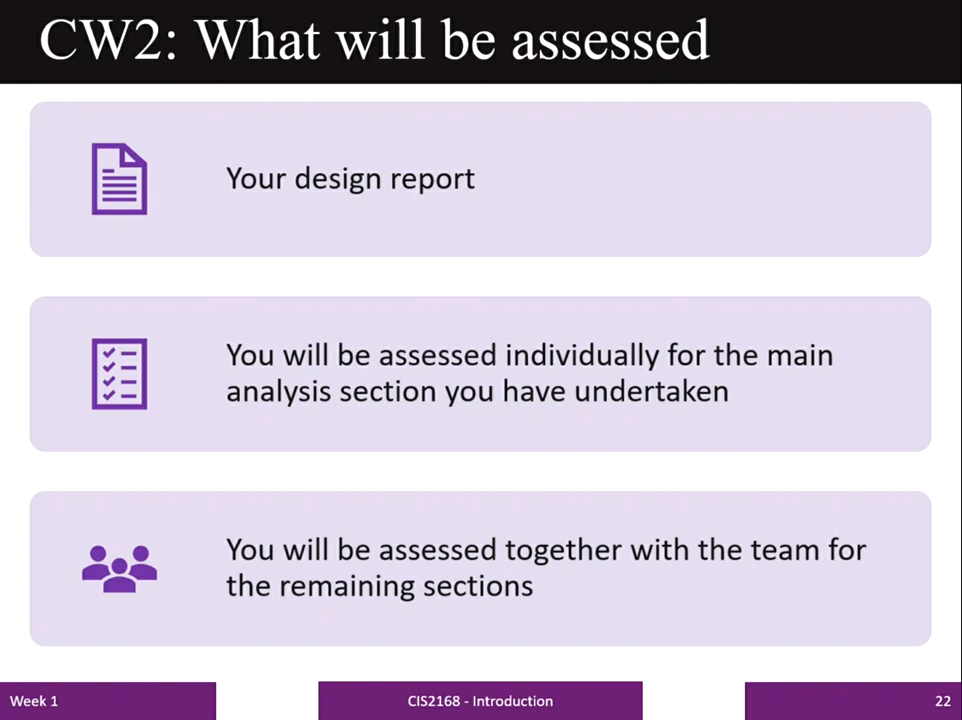 CW2: What will be assessed
Your design report
You will be assessed individually for the main
analysis section you have undertaken
You will be assessed together with the team for
the remaining sections
Week 1
CIS2168 - Introduction
22